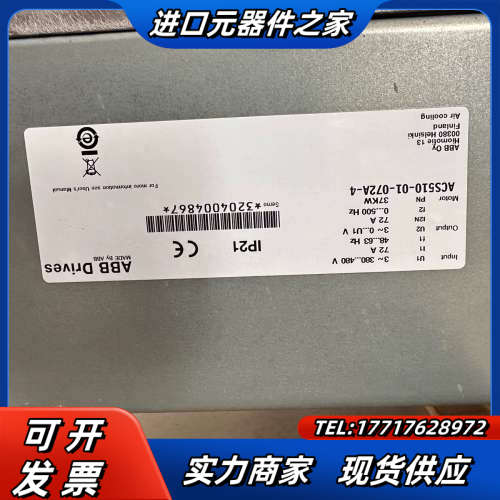 进口元器件之家
ABB Drives
MADE BY ABB
IP21
CE
Serno *3204004867*
For more information see User's Manual
Input U1 3~ 380...480 V
I1 72 A
f1 48...63 Hz
Output U2 3~ 0...U1 V
I2N 72 A
f2 0...500 Hz
Motor PN 37KW
ACS510-01-072A-4
ABB Oy
Hiomotie 13
00380 Helsinki
Finland
Air cooling
可开发票
TEL:17717628972
实力商家 现货供应